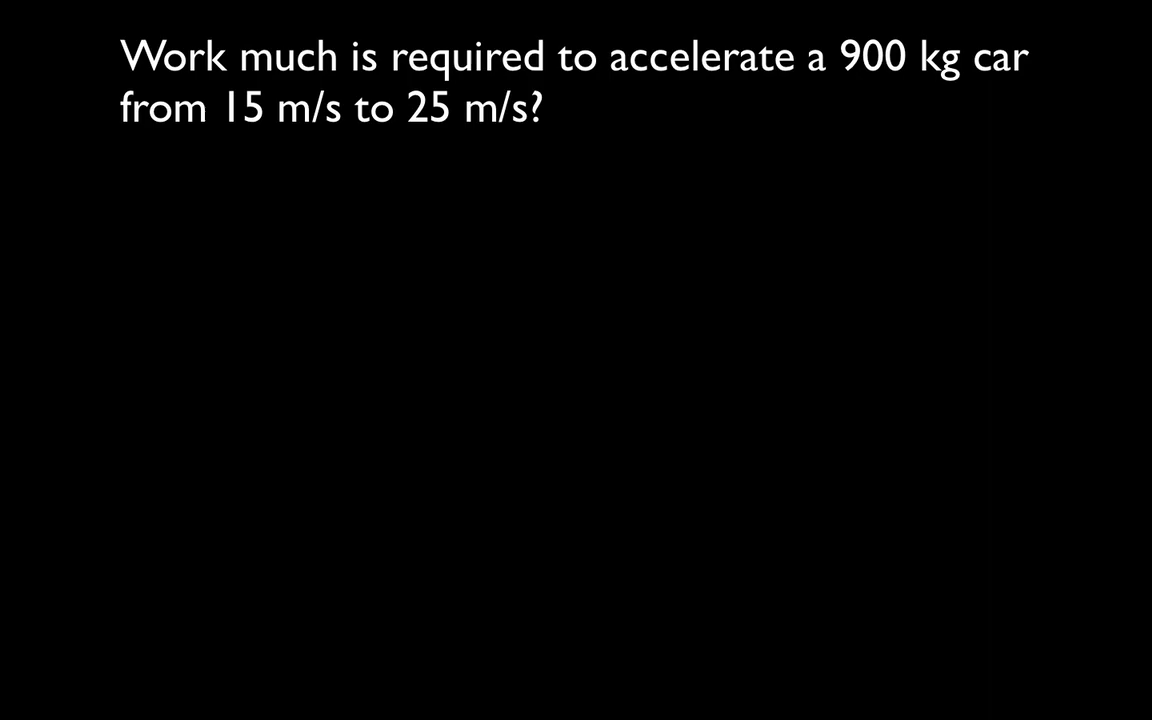 Work much is required to accelerate a 900 kg car
from 15 m/s to 25 m/s?